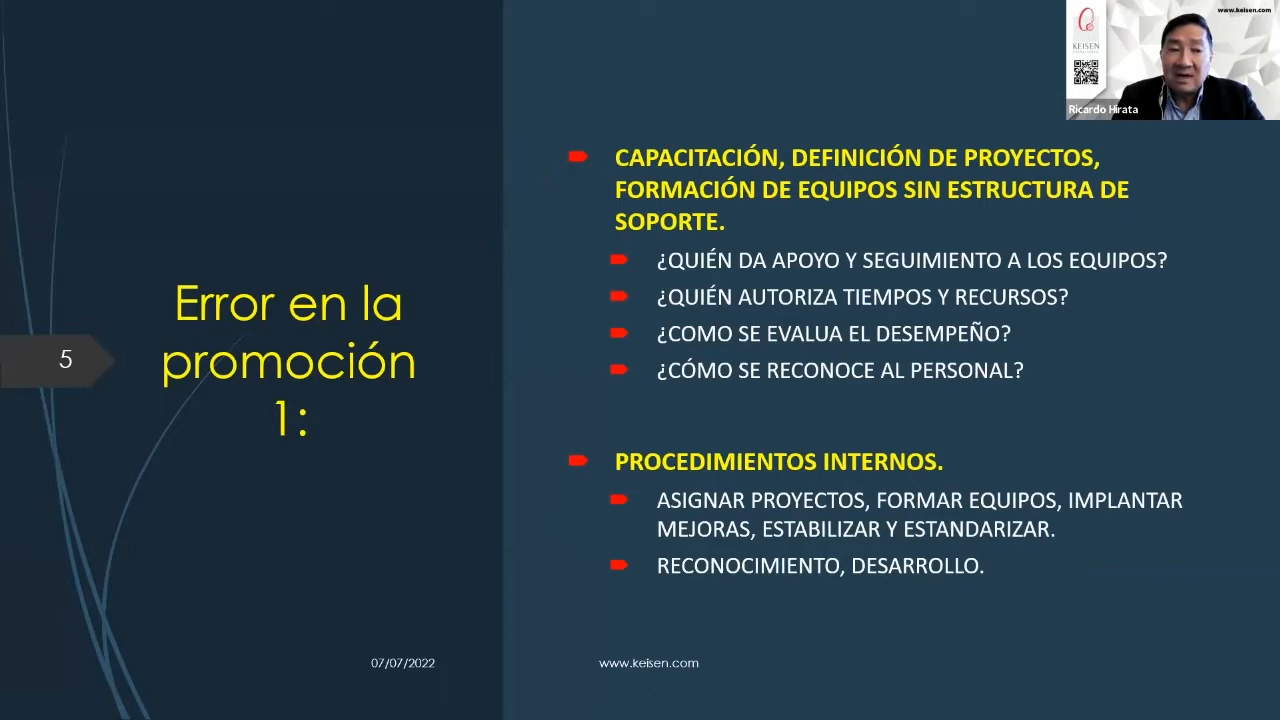 www.keisen.com
KEISEN
Ricardo Hirata
Error en la
promoción
1:
5
CAPACITACIÓN, DEFINICIÓN DE PROYECTOS,
FORMACIÓN DE EQUIPOS SIN ESTRUCTURA DE
SOPORTE.
¿QUIÉN DA APOYO Y SEGUIMIENTO A LOS EQUIPOS?
¿QUIÉN AUTORIZA TIEMPOS Y RECURSOS?
¿COMO SE EVALUA EL DESEMPEÑO?
¿CÓMO SE RECONOCE AL PERSONAL?
PROCEDIMIENTOS INTERNOS.
ASIGNAR PROYECTOS, FORMAR EQUIPOS, IMPLANTAR
MEJORAS, ESTABILIZAR Y ESTANDARIZAR.
RECONOCIMIENTO, DESARROLLO.
07/07/2022
www.keisen.com